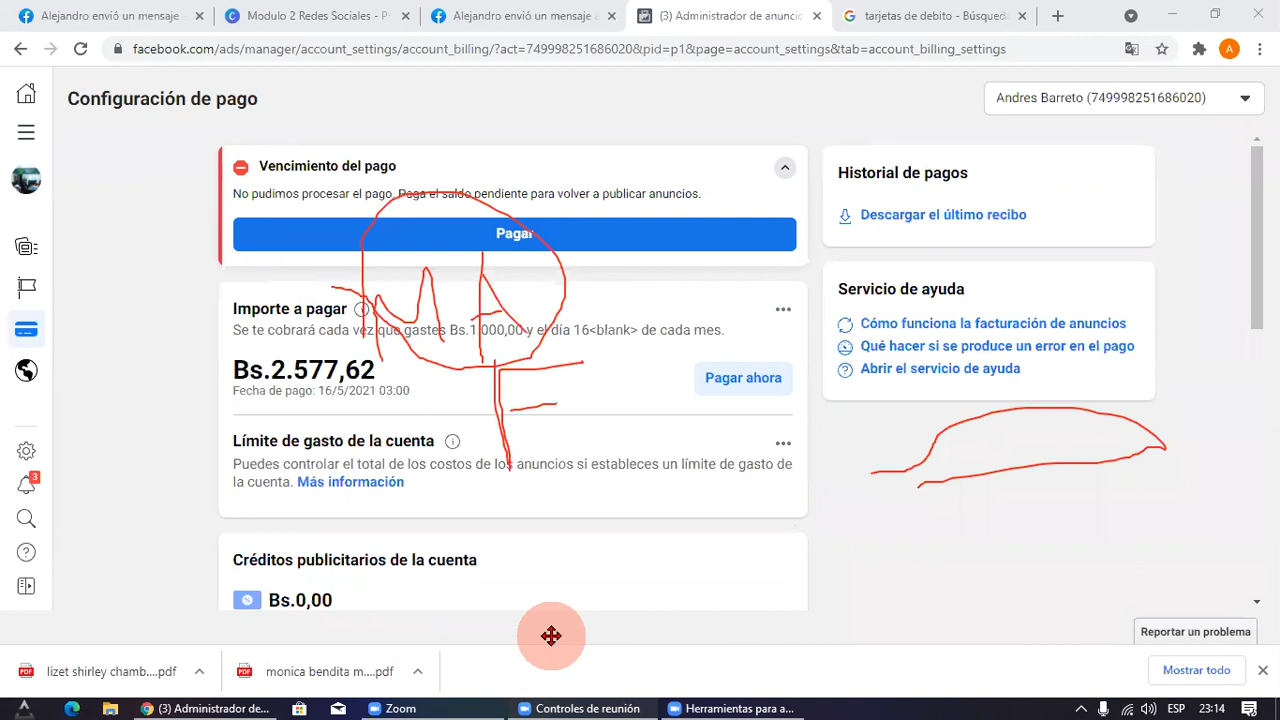 Alejandro envió un mensaje
Modulo 2 Redes Sociales - P
Alejandro envió un mensaje
(3) Administrador de anuncio
tarjetas de debito - Búsqued
facebook.com/ads/manager/account_settings/account_billing/?act=749998251686020&pid=p1&page=account_settings&tab=account_billing_settings
A
Configuración de pago
Andres Barreto (749998251686020)
Vencimiento del pago
No pudimos procesar el pago. Paga el saldo pendiente para volver a publicar anuncios.
Pagar
Historial de pagos
Descargar el último recibo
Importe a pagar
Se te cobrará cada vez que gastes Bs.1.000,00 y el día 16<blank> de cada mes.
Bs.2.577,62
Fecha de pago: 16/5/2021 03:00
Pagar ahora
Servicio de ayuda
Cómo funciona la facturación de anuncios
Qué hacer si se produce un error en el pago
Abrir el servicio de ayuda
Límite de gasto de la cuenta
Puedes controlar el total de los costos de los anuncios si estableces un límite de gasto de
la cuenta. Más información
3
Créditos publicitarios de la cuenta
Bs.0,00
Reportar un problema
lizet shirley chamb....pdf
monica bendita m....pdf
Mostrar todo
(3) Administrador de...
Zoom
Controles de reunión
Herramientas para a...
ESP
23:14